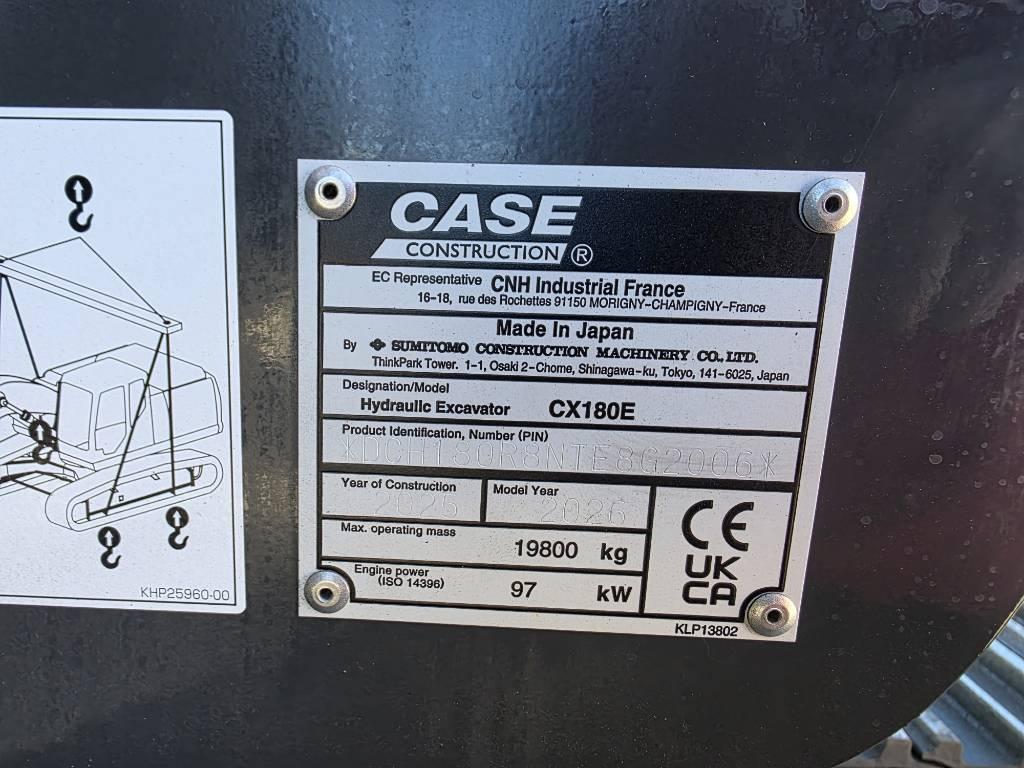 CASE
CONSTRUCTION ®
EC Representative CNH Industrial France
16-18, rue des Rochettes 91150 MORIGNY-CHAMPIGNY-France
Made In Japan
By SUMITOMO CONSTRUCTION MACHINERY CO., LTD.
ThinkPark Tower. 1-1, Osaki 2-Chome, Shinagawa-ku, Tokyo, 141-6025, Japan
Designation/Model
Hydraulic Excavator CX180E
Product Identification, Number (PIN)
*DCH180R8NTE8G2006*
Year of Construction Model Year
2025 2026
Max. operating mass
19800 kg
Engine power
(ISO 14396) 97 kW
CE
UK
CA
KLP13802
KHP25960-00